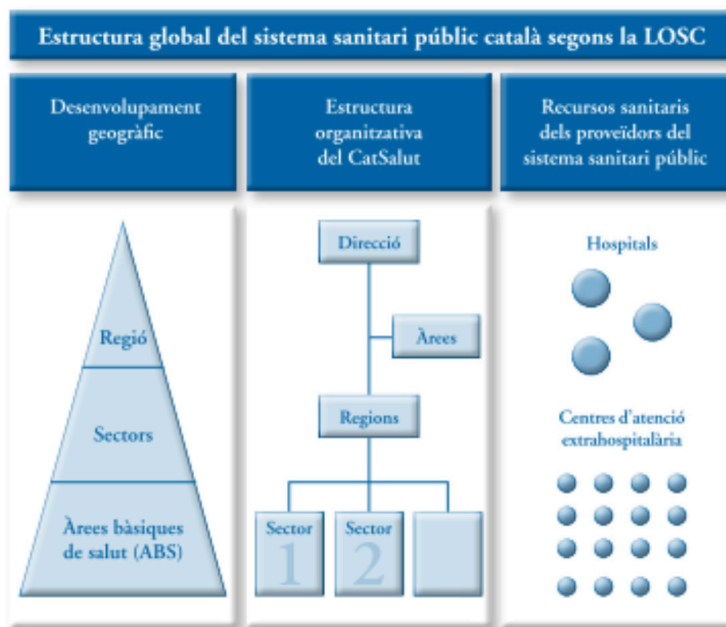 Estructura global del sistema sanitari públic català segons la LOSC
Desenvolupament
geogràfic
Estructura
organitzativa
del CatSalut
Recursos sanitaris
dels proveïdors del
sistema sanitari públic
Regió
Sectors
Àrees bàsiques
de salut (ABS)
Direcció
Àrees
Regions
Sector
1
Sector
2
Hospitals
Centres d'atenció
extrahospitalària